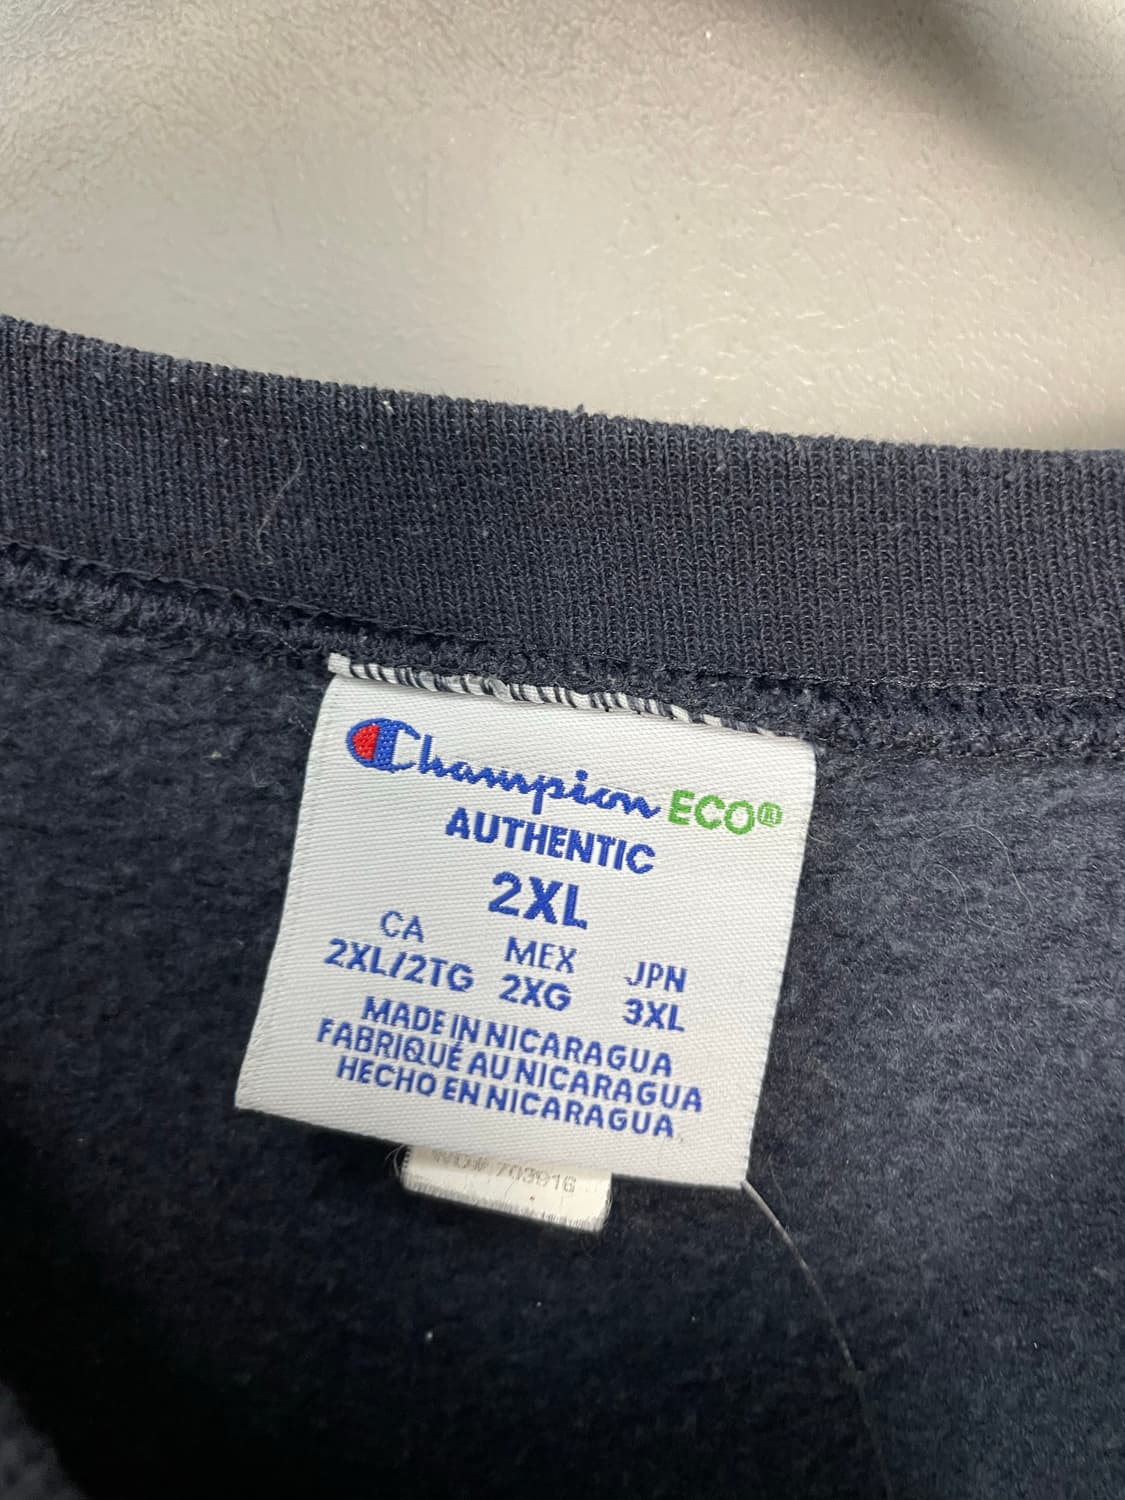 Champion ECO®
AUTHENTIC
2XL
CA MEX JPN
2XL/2TG 2XG 3XL
MADE IN NICARAGUA
FABRIQUÉ AU NICARAGUA
HECHO EN NICARAGUA
703916